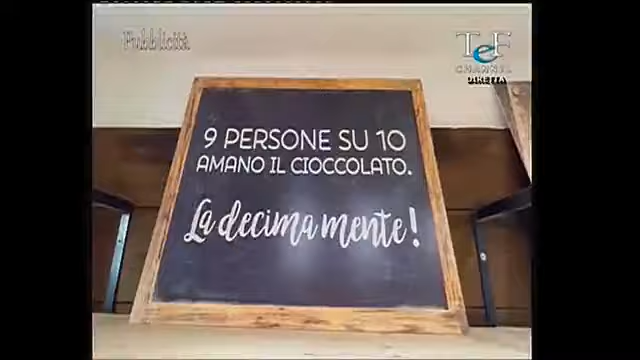 Pubblicità
TeF
CHANNEL
DIRETTA
9 PERSONE SU 10
AMANO IL CIOCCOLATO.
La decima mente!